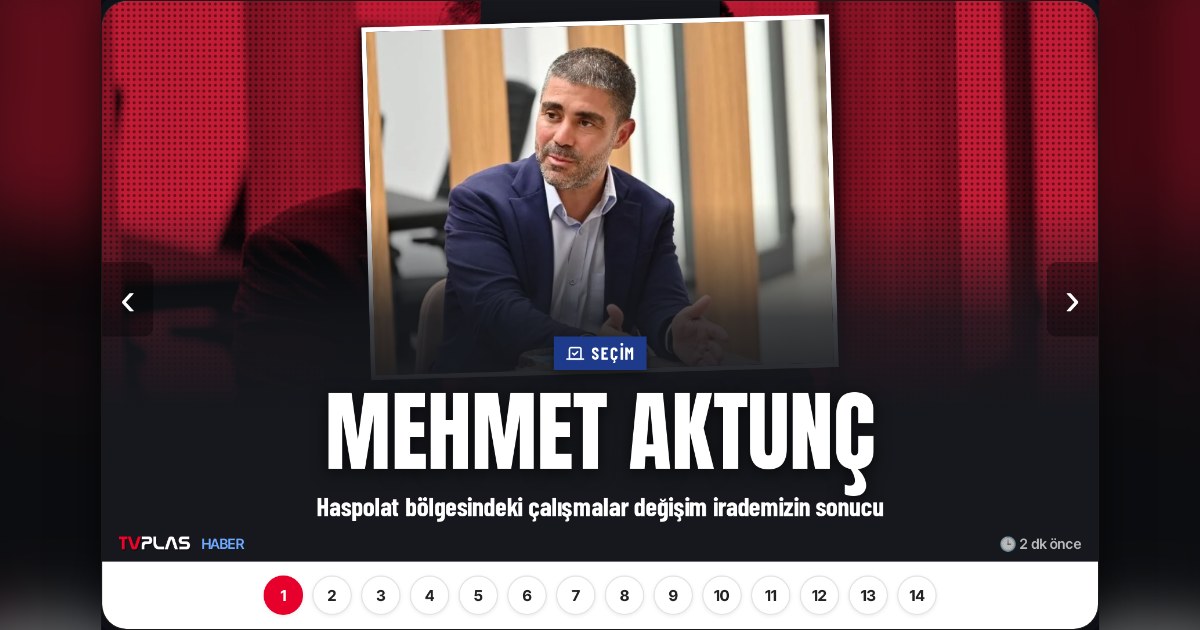 SEÇİM
MEHMET AKTUNÇ
Haspolat bölgesindeki çalışmalar değişim irademizin sonucu
TVPLAS HABER
2 dk önce
1 2 3 4 5 6 7 8 9 10 11 12 13 14